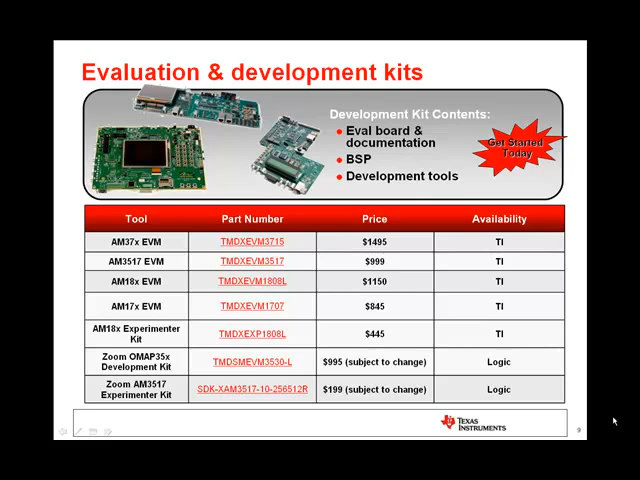 Evaluation & development kits
Development Kit Contents:
Eval board &
documentation
BSP
Development tools
Get Started
Today
Tool Part Number Price Availability
AM37x EVM TMDXEVM3715 $1495 TI
AM3517 EVM TMDXEVM3517 $999 TI
AM18x EVM TMDXEVM1808L $1150 TI
AM17x EVM TMDXEVM1707 $845 TI
AM18x Experimenter
Kit TMDXEXP1808L $445 TI
Zoom OMAP35x
Development Kit TMDSMEVM3530-L $995 (subject to change) Logic
Zoom AM3517
Experimenter Kit SDK-XAM3517-10-256512R $199 (subject to change) Logic
TEXAS
INSTRUMENTS
9